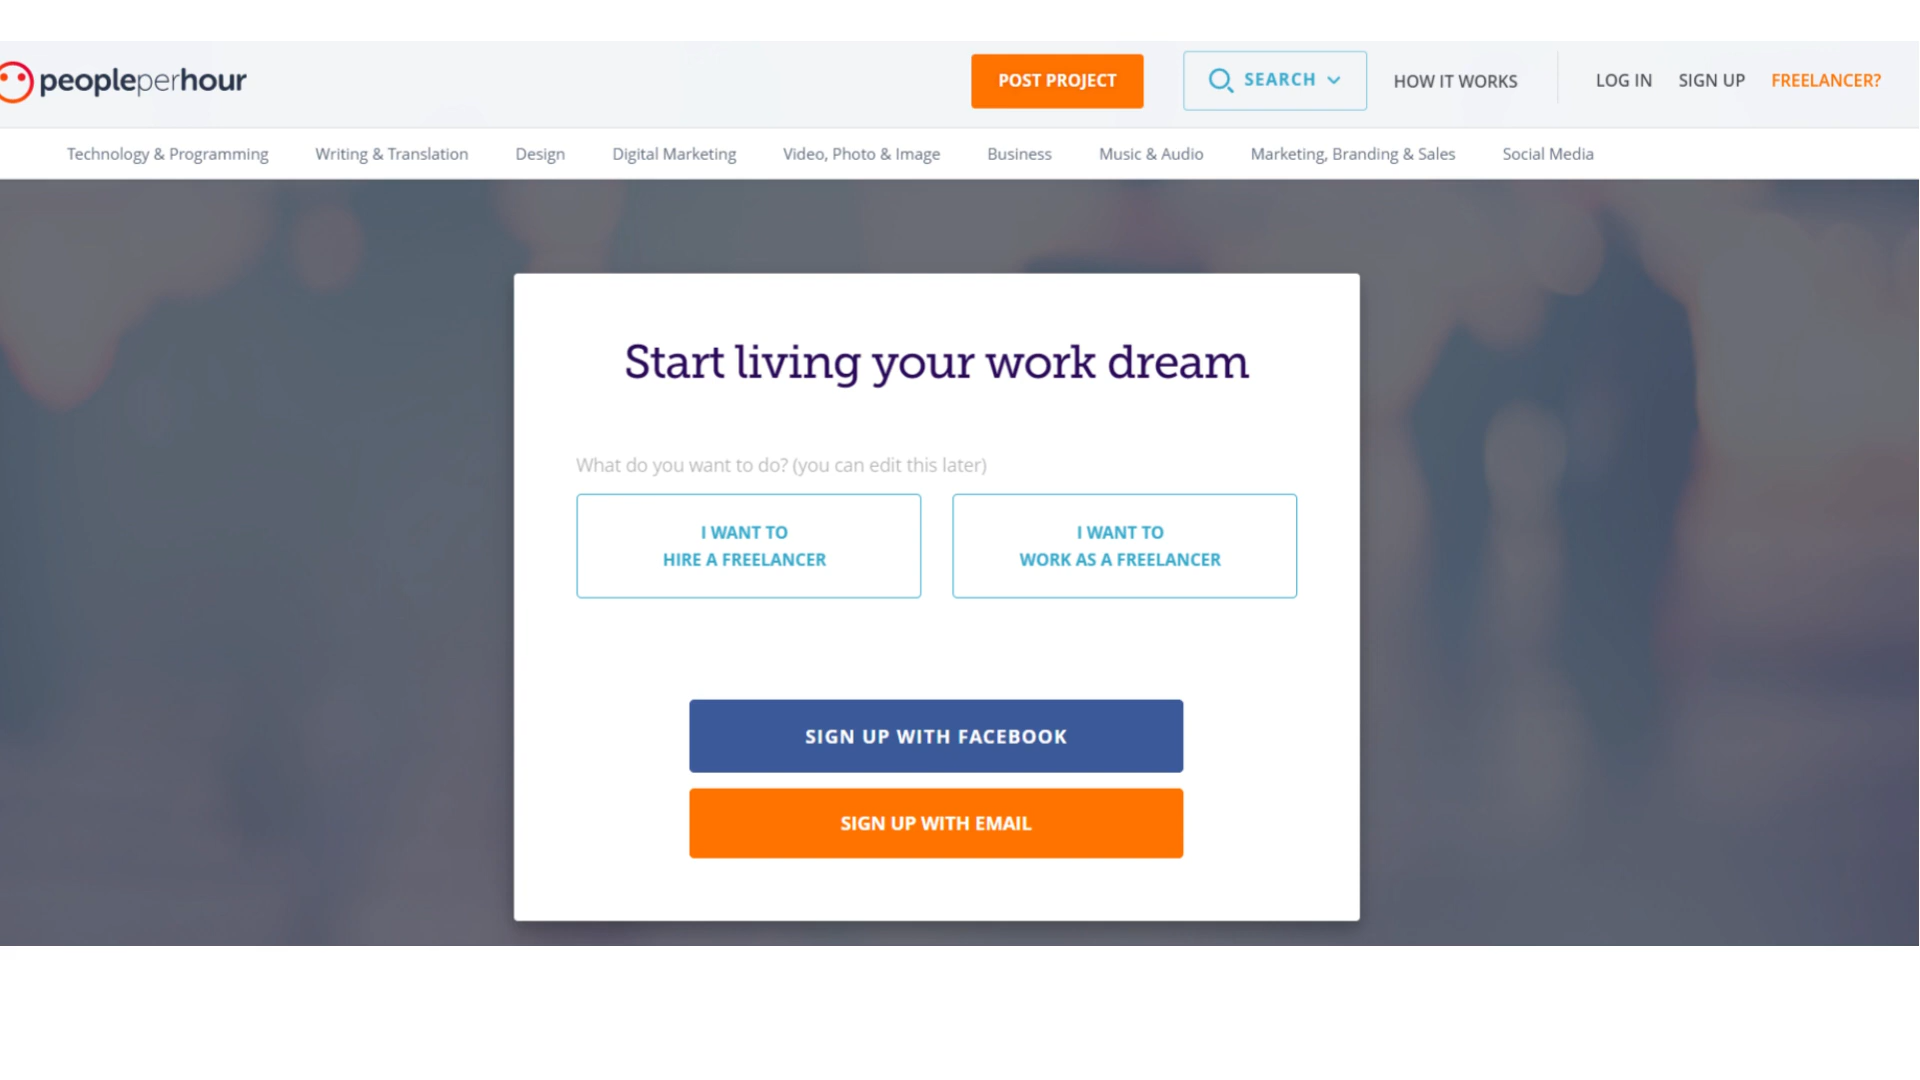 peopleperhour
POST PROJECT
SEARCH
HOW IT WORKS
LOG IN
SIGN UP
FREELANCER?
Technology & Programming
Writing & Translation
Design
Digital Marketing
Video, Photo & Image
Business
Music & Audio
Marketing, Branding & Sales
Social Media
Start living your work dream
What do you want to do? (you can edit this later)
I WANT TO
HIRE A FREELANCER
I WANT TO
WORK AS A FREELANCER
SIGN UP WITH FACEBOOK
SIGN UP WITH EMAIL